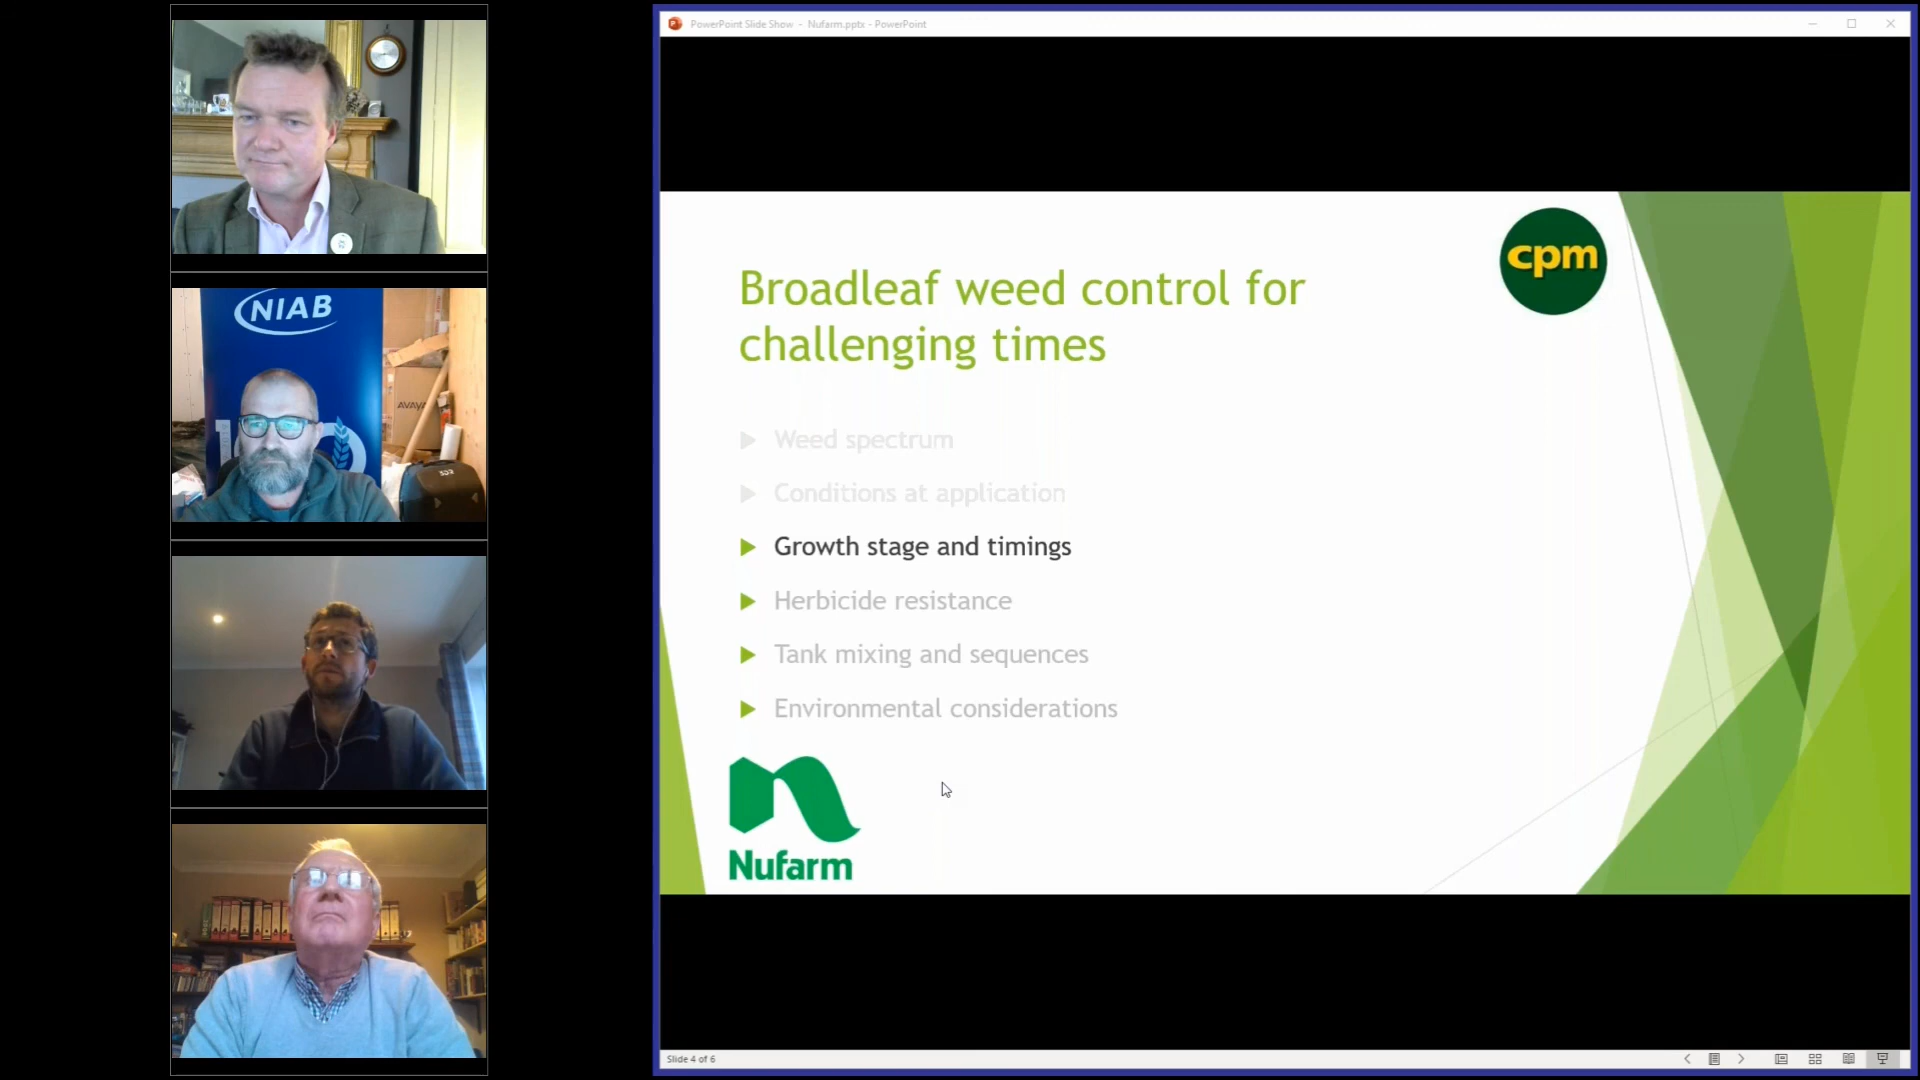 NIAB
AVAYA
PowerPoint Slide Show - Nufarm.pptx - PowerPoint
cpm
Broadleaf weed control for
challenging times
Weed spectrum
Conditions at application
Growth stage and timings
Herbicide resistance
Tank mixing and sequences
Environmental considerations
Nufarm
Slide 4 of 6